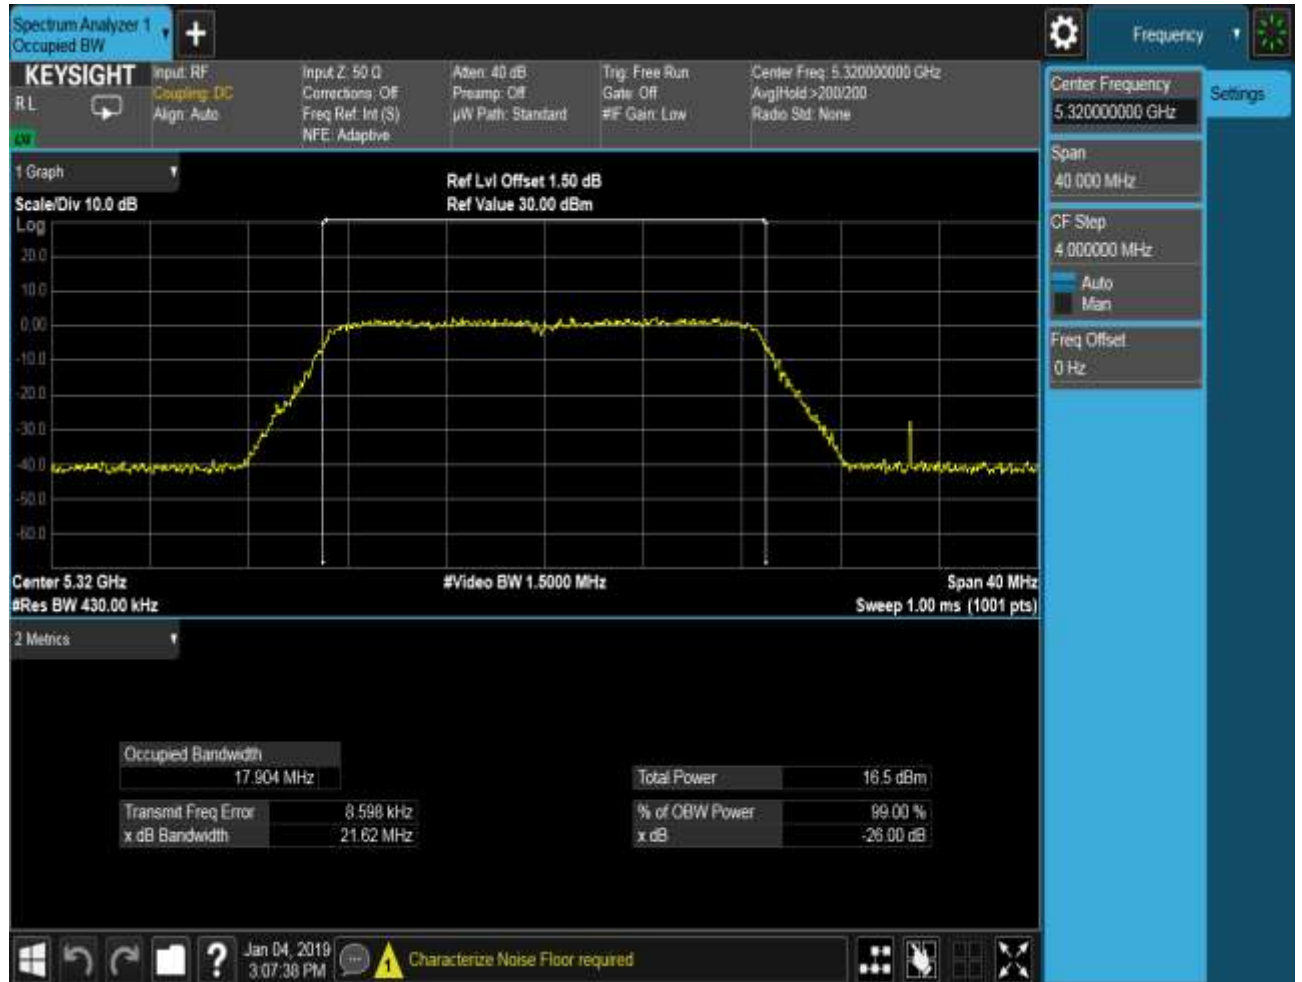 Spectrum Analyzer 1
Occupied BW
Frequency
KEYSIGHT
RL
Input: RF
Coupling: DC
Align: Auto
Input Z: 50 Ω
Corrections: Off
Freq Ref: Int (S)
NFE: Adaptive
Atten: 40 dB
Preamp: Off
µW Path: Standard
Trig: Free Run
Gate: Off
#IF Gain: Low
Center Freq: 5.320000000 GHz
Avg|Hold:>200/200
Radio Std: None
Center Frequency
5.320000000 GHz
Settings
Span
40.000 MHz
CF Step
4.000000 MHz
Auto
Man
Freq Offset
0 Hz
1 Graph
Scale/Div 10.0 dB
Ref Lvl Offset 1.50 dB
Ref Value 30.00 dBm
Log
20.0
10.0
0.00
-10.0
-20.0
-30.0
-40.0
-50.0
-60.0
Center 5.32 GHz
#Video BW 1.5000 MHz
Span 40 MHz
#Res BW 430.00 kHz
Sweep 1.00 ms (1001 pts)
2 Metrics
Occupied Bandwidth
17.904 MHz
Total Power 16.5 dBm
Transmit Freq Error 8.598 kHz
% of OBW Power 99.00 %
x dB Bandwidth 21.62 MHz
x dB -26.00 dB
Jan 04, 2019
3:07:38 PM
?
1
Characterize Noise Floor required